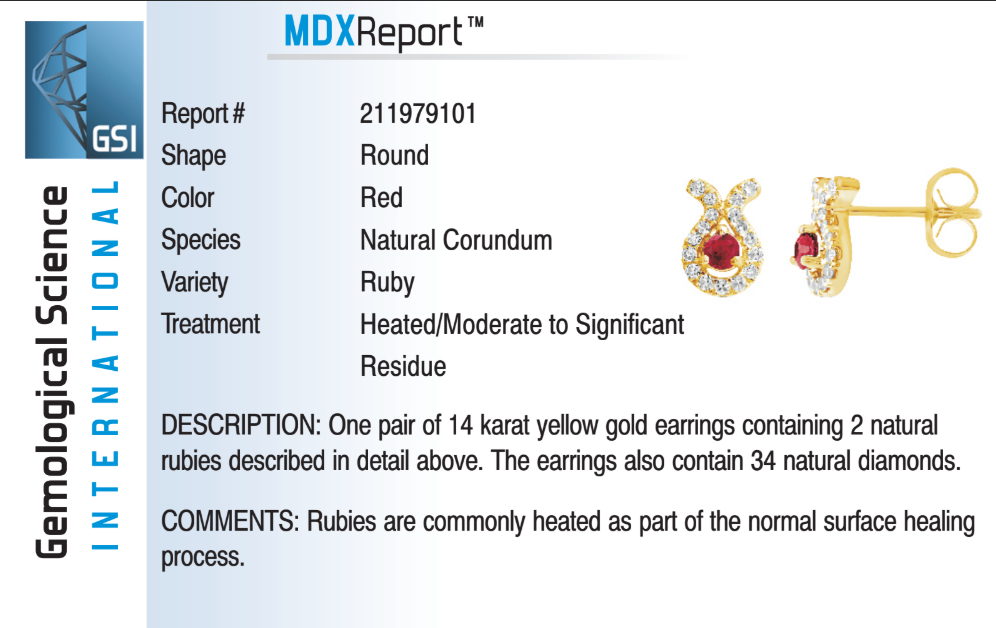 MDXReport™
GSI
Gemological Science
INTERNATIONAL
Report # 211979101
Shape Round
Color Red
Species Natural Corundum
Variety Ruby
Treatment Heated/Moderate to Significant
Residue
DESCRIPTION: One pair of 14 karat yellow gold earrings containing 2 natural
rubies described in detail above. The earrings also contain 34 natural diamonds.
COMMENTS: Rubies are commonly heated as part of the normal surface healing
process.